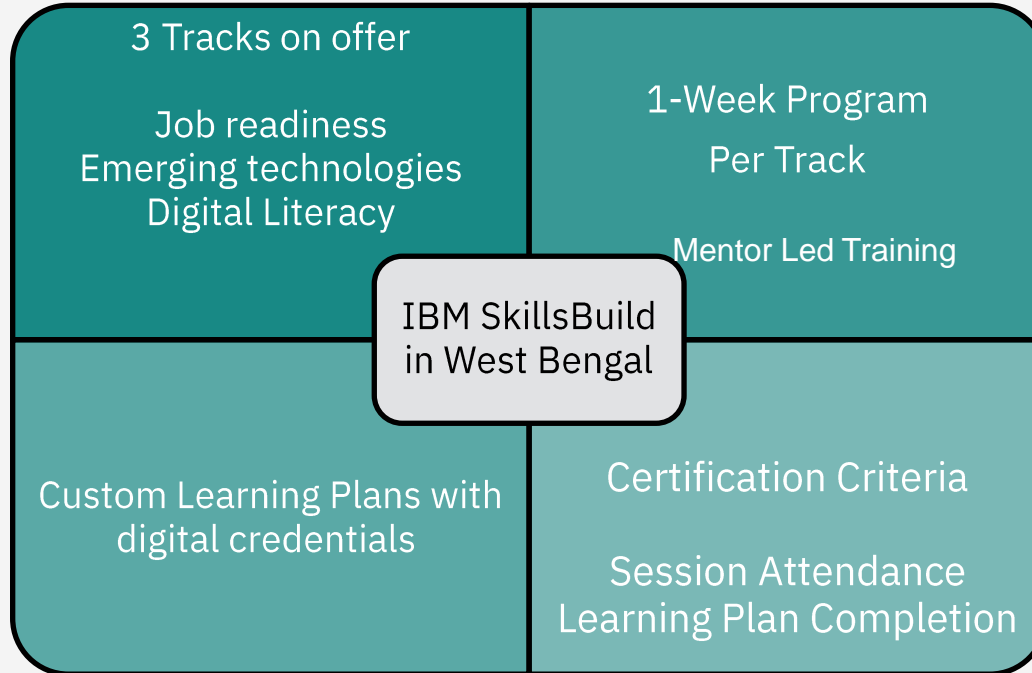 3 Tracks on offer
Job readiness
Emerging technologies
Digital Literacy
1-Week Program
Per Track
Mentor Led Training
IBM SkillsBuild
in West Bengal
Custom Learning Plans with
digital credentials
Certification Criteria
Session Attendance
Learning Plan Completion